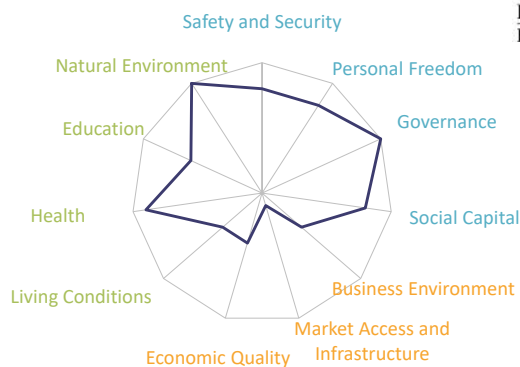 Safety and Security
Natural Environment
Personal Freedom
Education
Governance
Health
Social Capital
Living Conditions
Business Environment
Market Access and
Infrastructure
Economic Quality